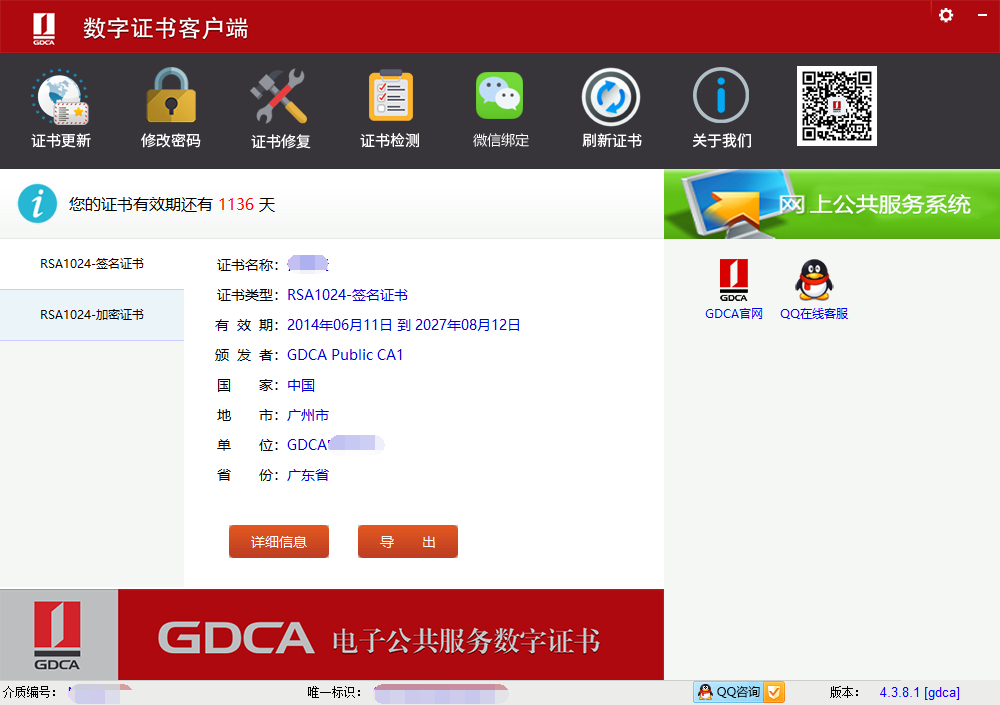 GDCA 数字证书客户端
证书更新 修改密码 证书修复 证书检测 微信绑定 刷新证书 关于我们
您的证书有效期还有 1136 天
网上公共服务系统
RSA1024-签名证书
RSA1024-加密证书
证书名称：
证书类型： RSA1024-签名证书
有 效 期： 2014年06月11日 到 2027年08月12日
颁 发 者： GDCA Public CA1
国 家： 中国
地 市： 广州市
单 位： GDCA
省 份： 广东省
详细信息 导 出
GDCA
GDCA官网 QQ在线客服
GDCA
GDCA 电子公共服务数字证书
介质编号： 唯一标识： QQ咨询 版本： 4.3.8.1 [gdca]